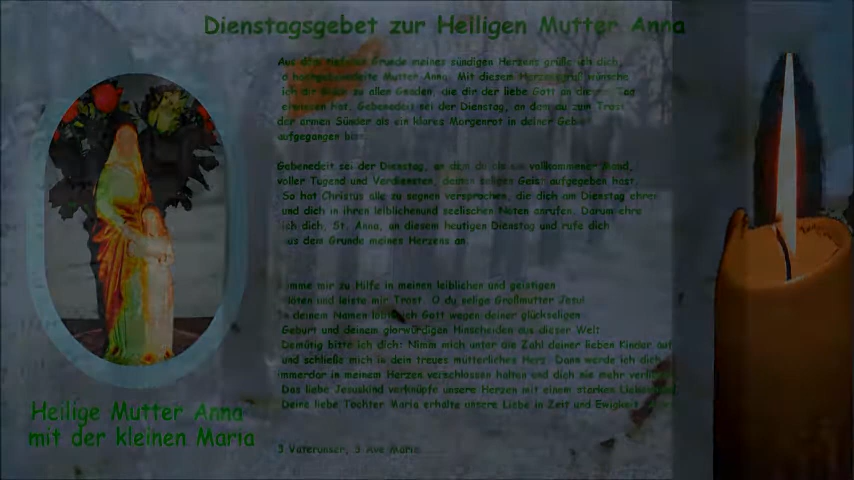 Dienstagsgebet zur Heiligen Mutter Anna
Aus dem tiefsten Grunde meines sündigen Herzens grüße ich dich,
o hochgebenedeite Mutter Anna. Mit diesem Herzensgruß wünsche
ich dir Glück zu allen Gnaden, die dir der liebe Gott an diesem Tag
erwiesen hat. Gebenedeit sei der Dienstag, an dem du zum Trost
der armen Sünder als ein klares Morgenrot in deiner Geburt
aufgegangen bist.
Gebenedeit sei der Dienstag, an dem du als ein vollkommener Mond,
voller Tugend und Verdiensten, deinen seligen Geist aufgegeben hast.
So hat Christus alle zu segnen versprochen, die dich am Dienstag ehren
und dich in ihren leiblichenund seelischen Nöten anrufen. Darum ehre
ich dich, St. Anna, an diesem heutigen Dienstag und rufe dich
aus dem Grunde meines Herzens an.
Komme mir zu Hilfe in meinen leiblichen und geistigen
Nöten und leiste mir Trost. O du selige Großmutter Jesu!
In deinem Namen lobe ich Gott wegen deiner glückseligen
Geburt und deinem glorwürdigen Hinscheiden aus dieser Welt.
Demütig bitte ich dich: Nimm mich unter die Zahl deiner lieben Kinder auf
und schließe mich in dein treues mütterliches Herz. Dann werde ich dich
immerdar in meinem Herzen verschlossen halten und dich nie mehr
Das liebe Jesuskind verknüpfe unsere Herzen mit einem starken
Deine liebe Tochter Maria erhalte unsere Liebe in Zeit und Ewigkeit.
3 Vaterunser, 3 Ave Maria
Heilige Mutter Anna
mit der kleinen Maria